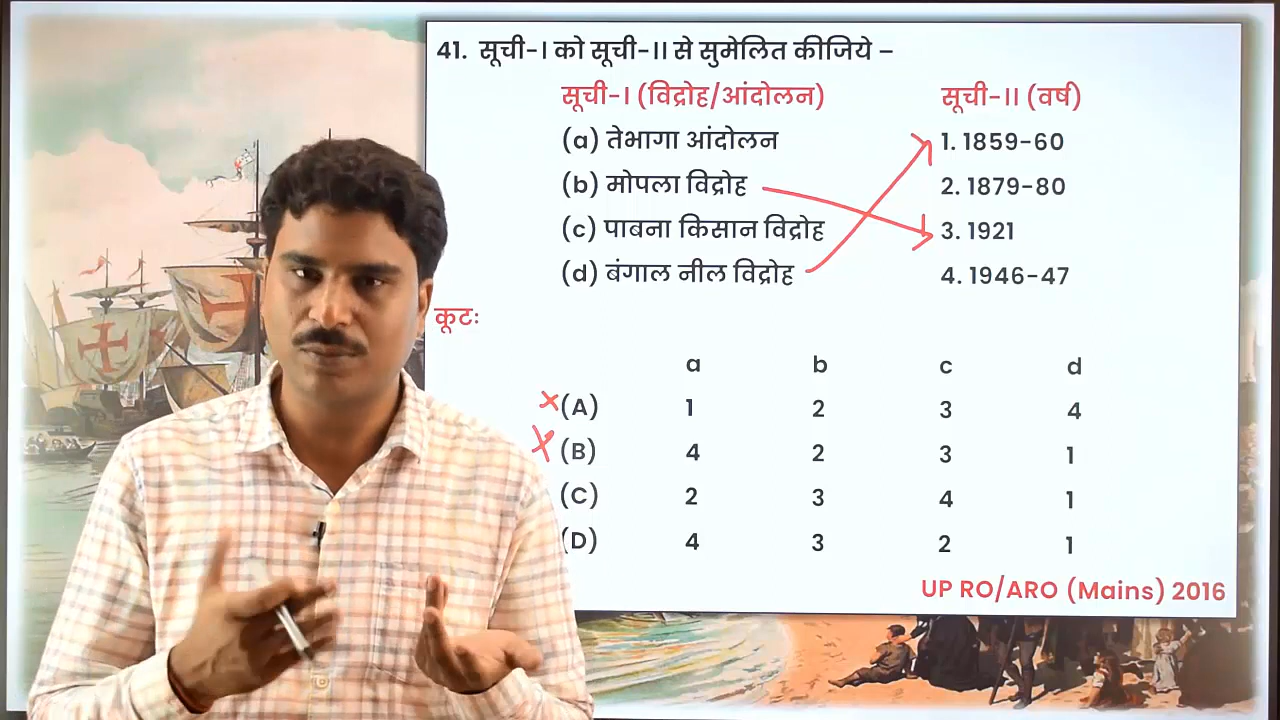 41. सूची-I को सूची-II से सुमेलित कीजिये –
सूची-I (विद्रोह/आंदोलन) सूची-II (वर्ष)
(a) तेभागा आंदोलन 1. 1859-60
(b) मोपला विद्रोह 2. 1879-80
(c) पाबना किसान विद्रोह 3. 1921
(d) बंगाल नील विद्रोह 4. 1946-47
कूटः
a b c d
(A) 1 2 3 4
(B) 4 2 3 1
(C) 2 3 4 1
(D) 4 3 2 1
UP RO/ARO (Mains) 2016